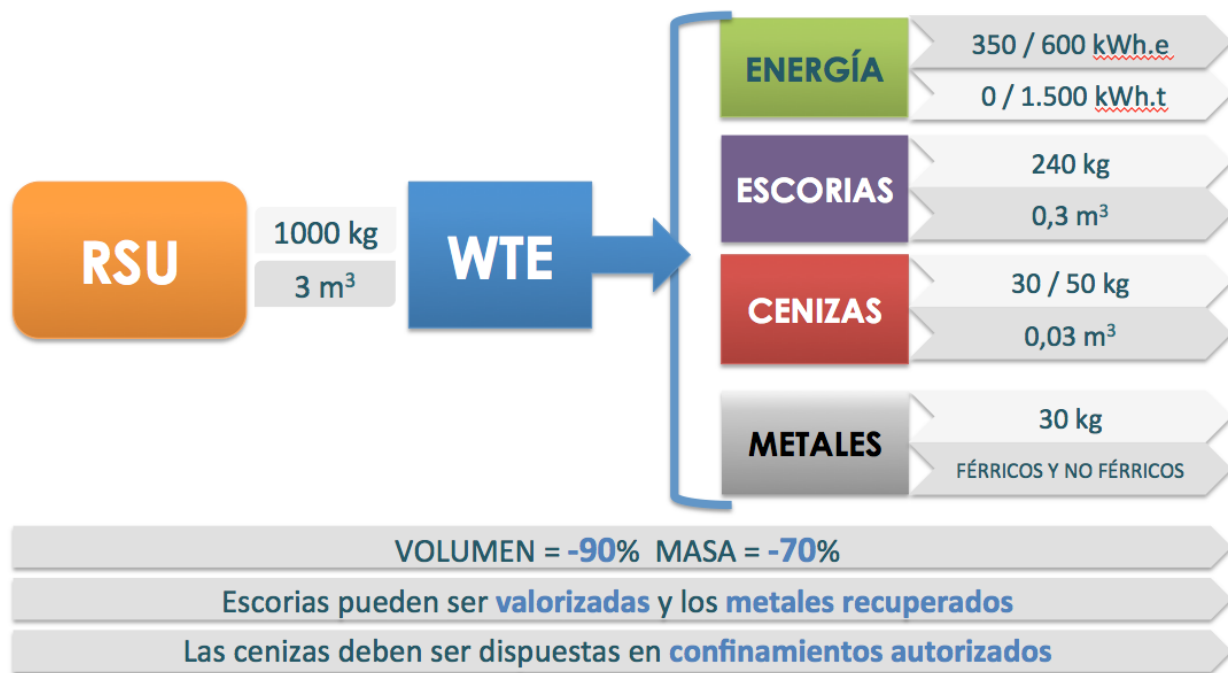 RSU
1000 kg
3 m³
WTE
ENERGÍA
350 / 600 kWh.e
0 / 1.500 kWh.t
ESCORIAS
240 kg
0,3 m³
CENIZAS
30 / 50 kg
0,03 m³
METALES
30 kg
FÉRRICOS Y NO FÉRRICOS
VOLUMEN = -90% MASA = -70%
Escorias pueden ser valorizadas y los metales recuperados
Las cenizas deben ser dispuestas en confinamientos autorizados